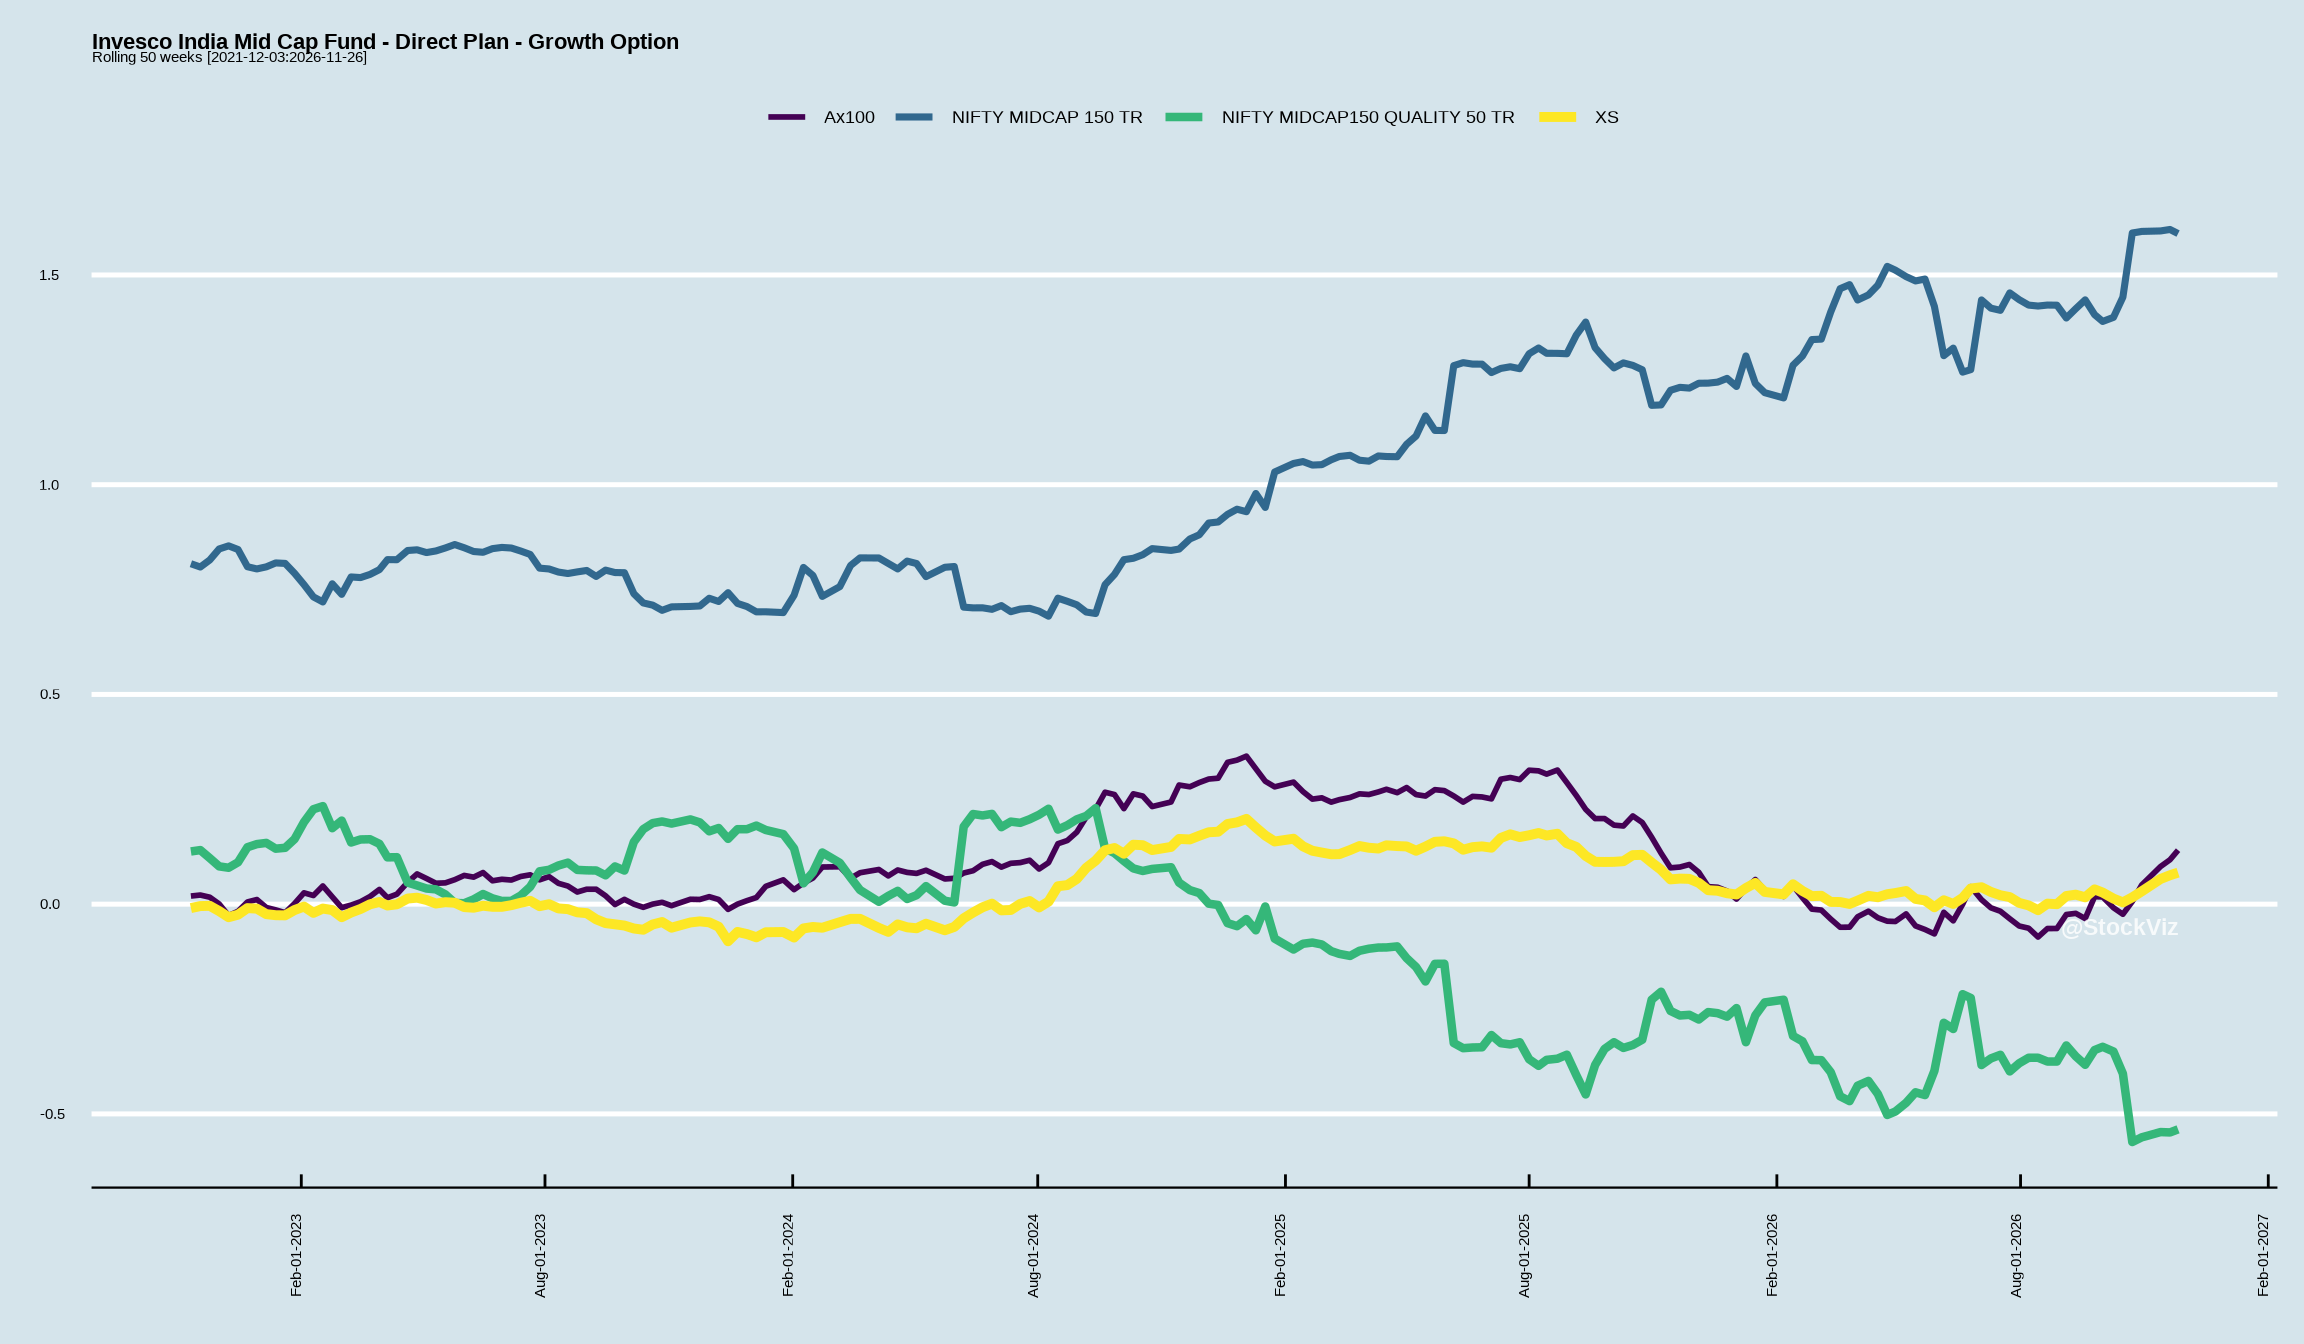 Invesco India Mid Cap Fund - Direct Plan - Growth Option
Rolling 50 weeks [2021-12-03:2026-11-26]
Ax100 NIFTY MIDCAP 150 TR NIFTY MIDCAP150 QUALITY 50 TR XS
1.5
1.0
0.5
0.0
@StockViz
-0.5
Feb-01-2023
Aug-01-2023
Feb-01-2024
Aug-01-2024
Feb-01-2025
Aug-01-2025
Feb-01-2026
Aug-01-2026
Feb-01-2027